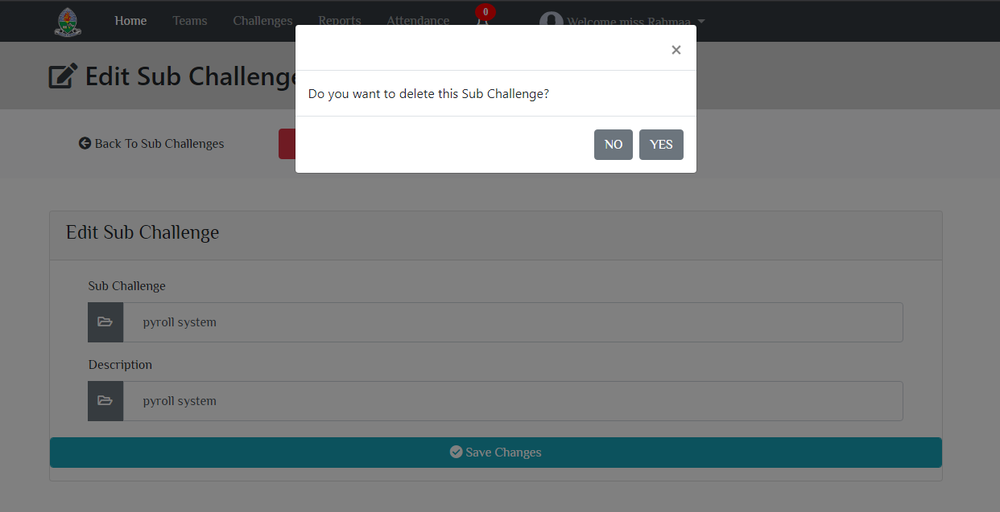 Home Teams Challenges Reports Attendance 0 Welcome miss Rahmaa
Edit Sub Challenge
×
Do you want to delete this Sub Challenge?
Back To Sub Challenges
NO YES
Edit Sub Challenge
Sub Challenge
pyroll system
Description
pyroll system
Save Changes